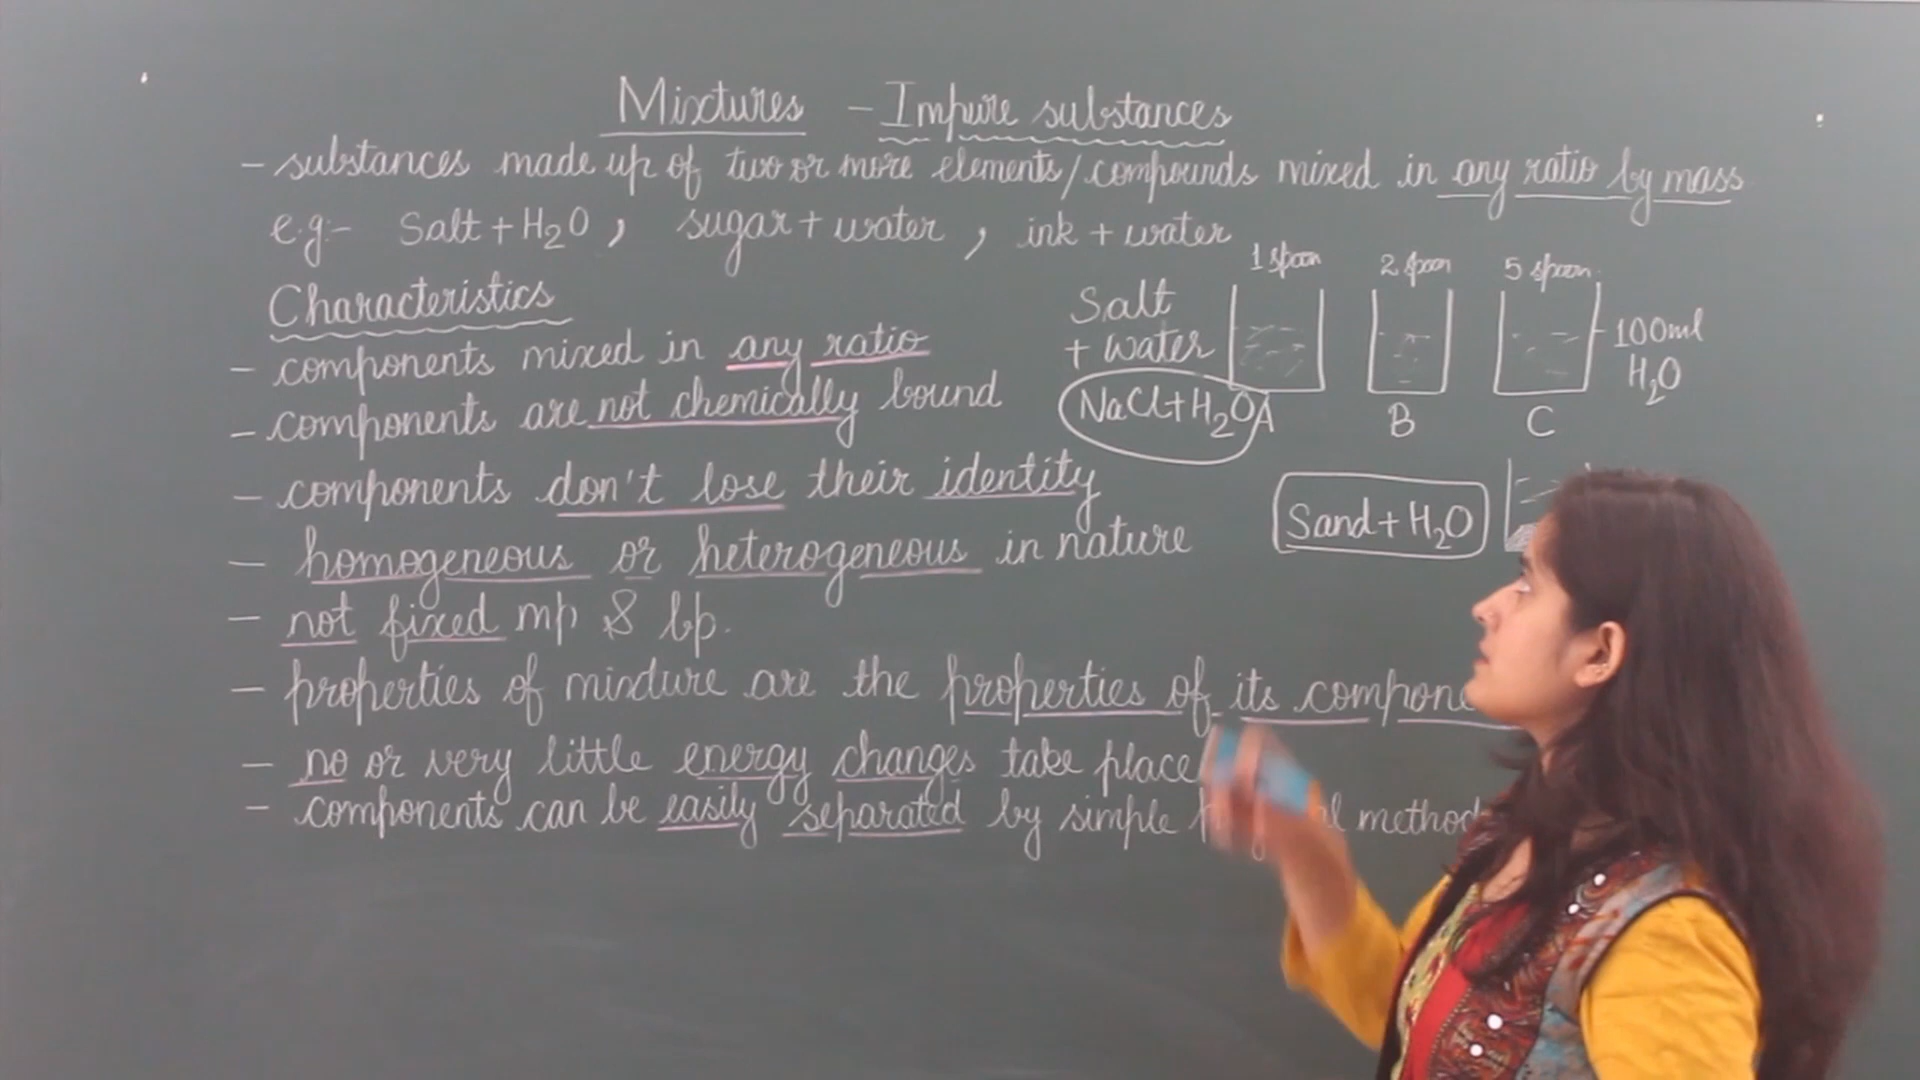 Mixtures - Impure substances
- substances made up of two or more elements/compounds mixed in any ratio by mass
e.g:- Salt + H2O, sugar + water, ink + water
Characteristics
- components mixed in any ratio
- components are not chemically bound
- components don't lose their identity
- homogeneous or heterogeneous in nature
- not fixed mp & bp.
- properties of mixture are the properties of its
- no or very little energy changes take place
- components can be easily separated by simple
1 spoon 2 spoon 5 spoon
Salt
+ water
100ml
H2O
NaCl + H2O
A B C
Sand + H2O